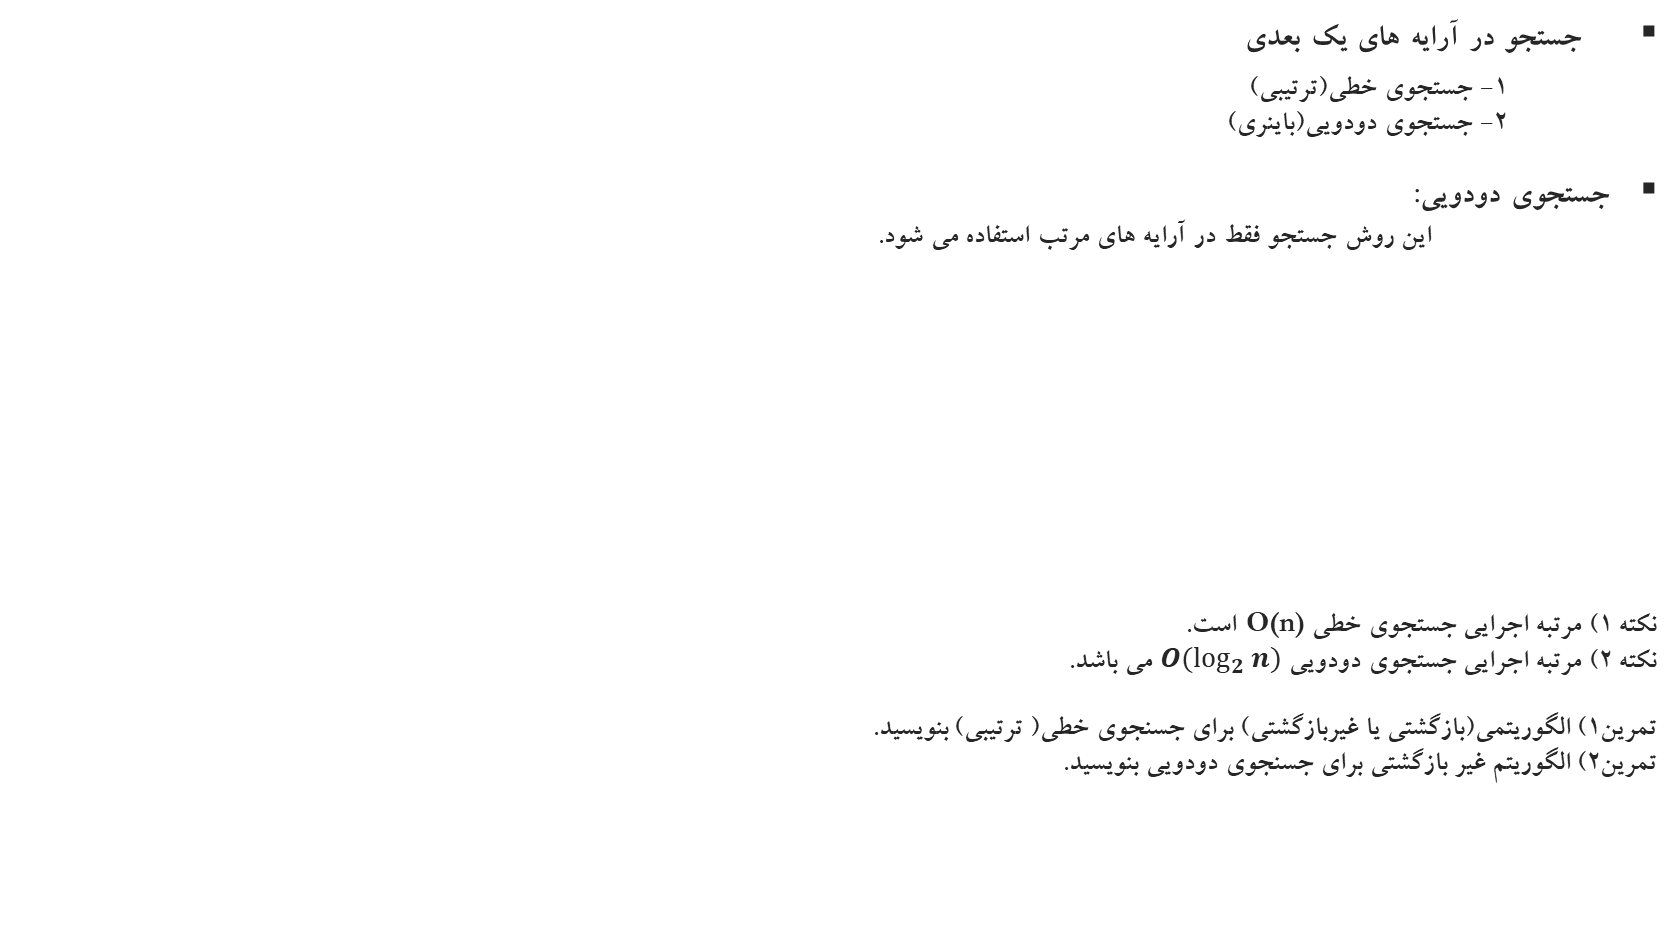 ▪ جستجو در آرایه های یک بعدی
۱- جستجوی خطی(ترتیبی)
۲- جستجوی دودویی(باینری)
▪ جستجوی دودویی:
این روش جستجو فقط در آرایه های مرتب استفاده می شود.
نکته ۱) مرتبه اجرایی جستجوی خطی O(n) است.
نکته ۲) مرتبه اجرایی جستجوی دودویی O(log₂ n) می باشد.
تمرین۱) الگوریتمی(بازگشتی یا غیربازگشتی) برای جسنجوی خطی( ترتیبی) بنویسید.
تمرین۲) الگوریتم غیر بازگشتی برای جسنجوی دودویی بنویسید.